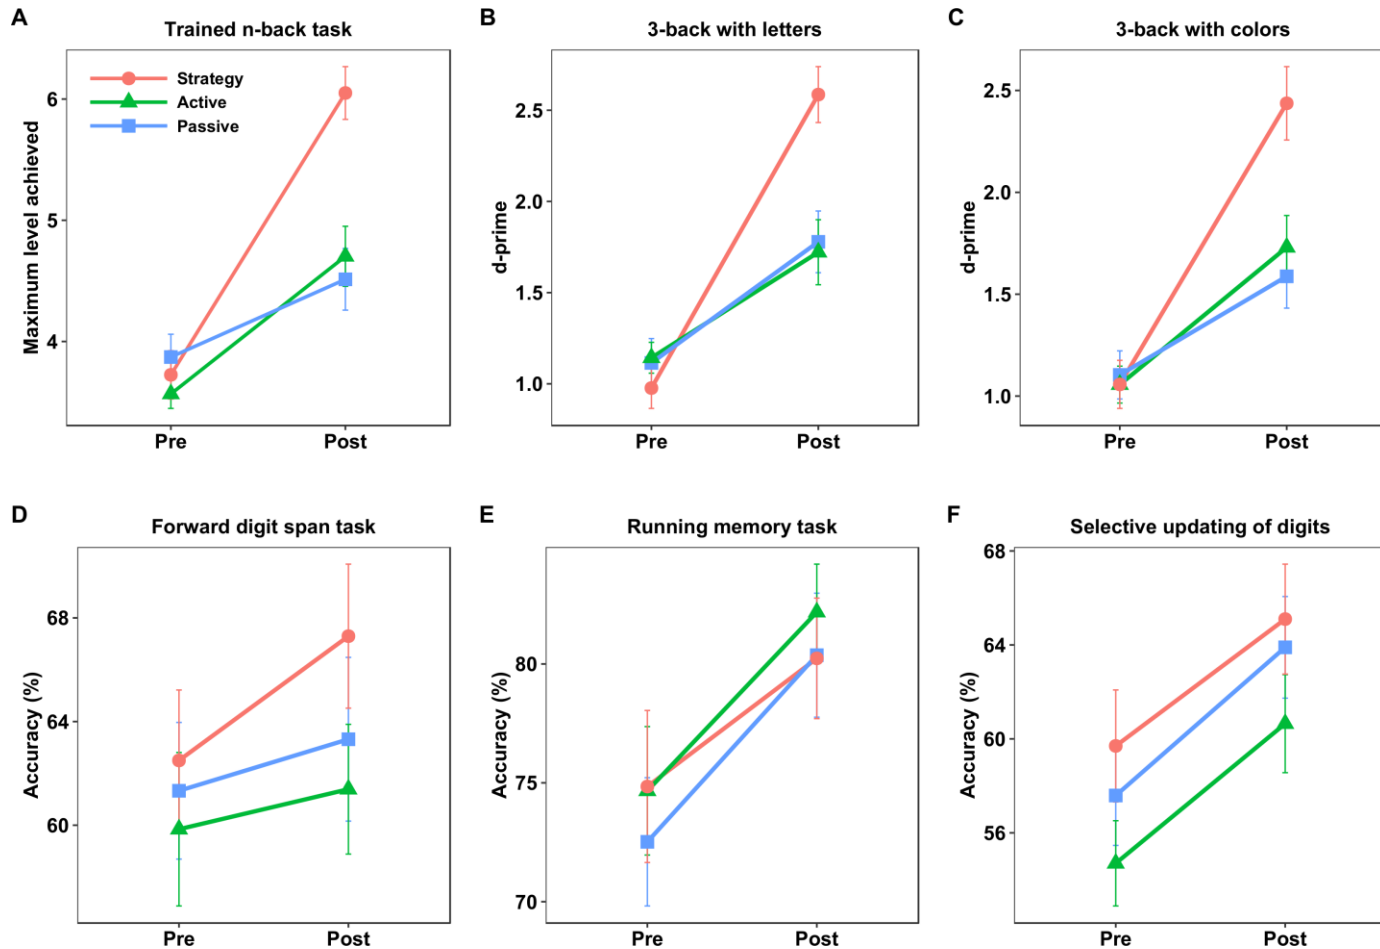 A
Trained n-back task
Maximum level achieved
6
5
4
Strategy
Active
Passive
Pre
Post
B
3-back with letters
d-prime
2.5
2.0
1.5
1.0
Pre
Post
C
3-back with colors
d-prime
2.5
2.0
1.5
1.0
Pre
Post
D
Forward digit span task
Accuracy (%)
68
64
60
Pre
Post
E
Running memory task
Accuracy (%)
80
75
70
Pre
Post
F
Selective updating of digits
Accuracy (%)
68
64
60
56
Pre
Post